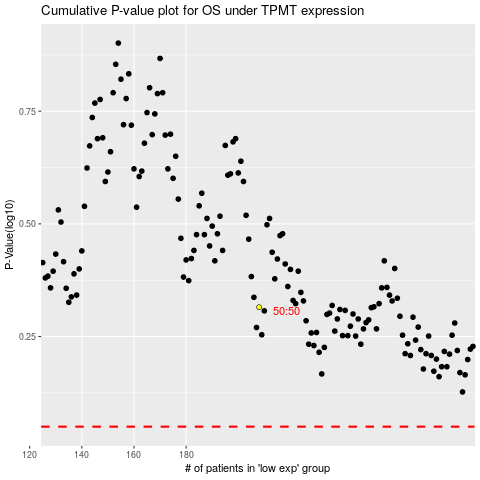 Cumulative P-value plot for OS under TPMT expression
P-Value(log10)
0.75
0.50
0.25
50:50
120 140 160 180
# of patients in 'low exp' group